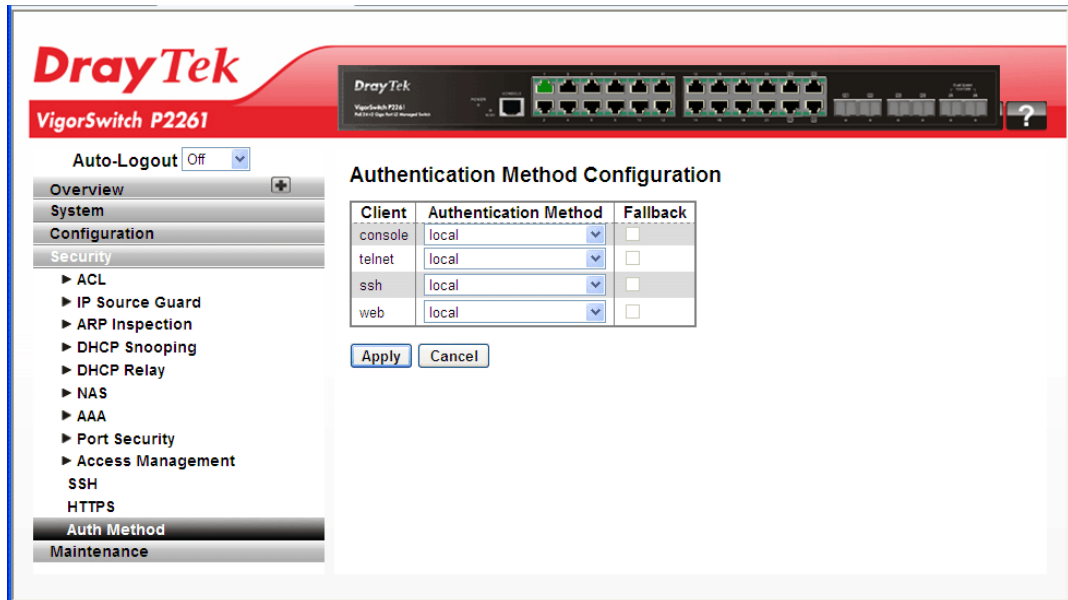 DrayTek
VigorSwitch P2261
DrayTek
VigorSwitch P2261
POWER
CONSOLE
?
Auto-Logout Off
Overview
System
Configuration
Security
ACL
IP Source Guard
ARP Inspection
DHCP Snooping
DHCP Relay
NAS
AAA
Port Security
Access Management
SSH
HTTPS
Auth Method
Maintenance
Authentication Method Configuration
Client Authentication Method Fallback
console local
telnet local
ssh local
web local
Apply Cancel